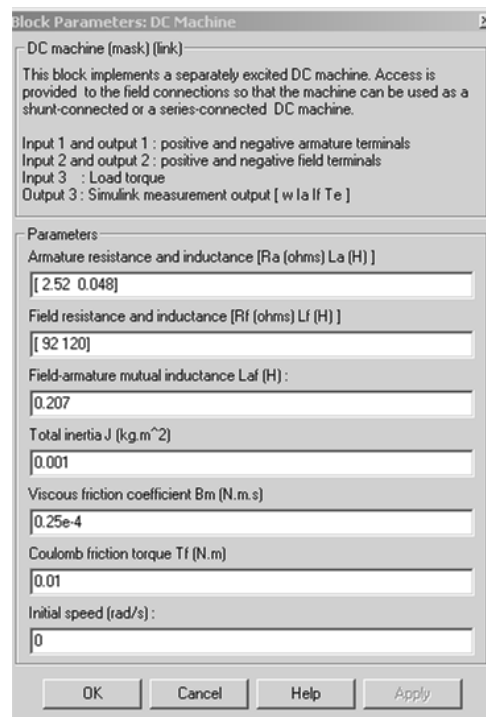 Block Parameters: DC Machine
DC machine (mask) (link)
This block implements a separately excited DC machine. Access is
provided to the field connections so that the machine can be used as a
shunt-connected or a series-connected DC machine.
Input 1 and output 1 : positive and negative armature terminals
Input 2 and output 2 : positive and negative field terminals
Input 3 : Load torque
Output 3 : Simulink measurement output [ w Ia If Te ]
Parameters
Armature resistance and inductance [Ra (ohms) La (H) ]
[ 2.52 0.048]
Field resistance and inductance [Rf (ohms) Lf (H) ]
[ 92 120]
Field-armature mutual inductance Laf (H) :
0.207
Total inertia J (kg.m^2)
0.001
Viscous friction coefficient Bm (N.m.s)
0.25e-4
Coulomb friction torque Tf (N.m)
0.01
Initial speed (rad/s) :
0
OK Cancel Help Apply